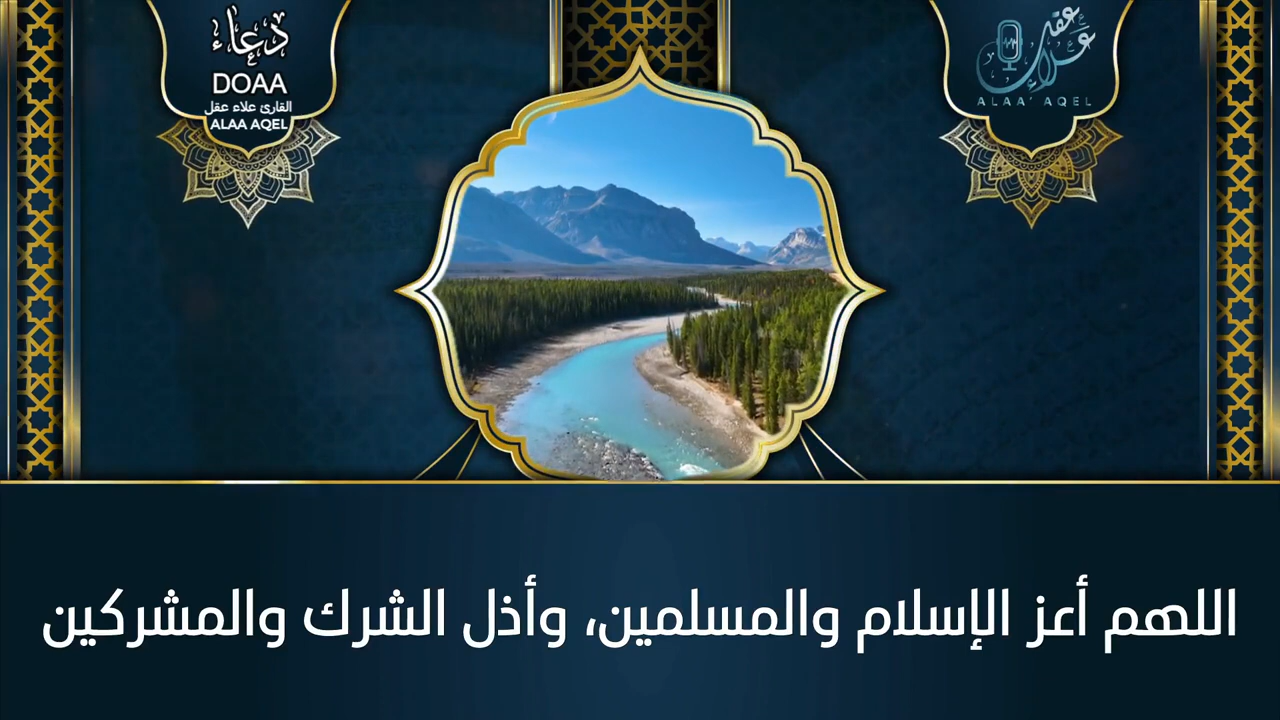 دعاء
DOAA
القارئ علاء عقل
ALAA AQEL
علاء عقل
ALAA' AQEL
اللهم أعز الإسلام والمسلمين، وأذل الشرك والمشركين